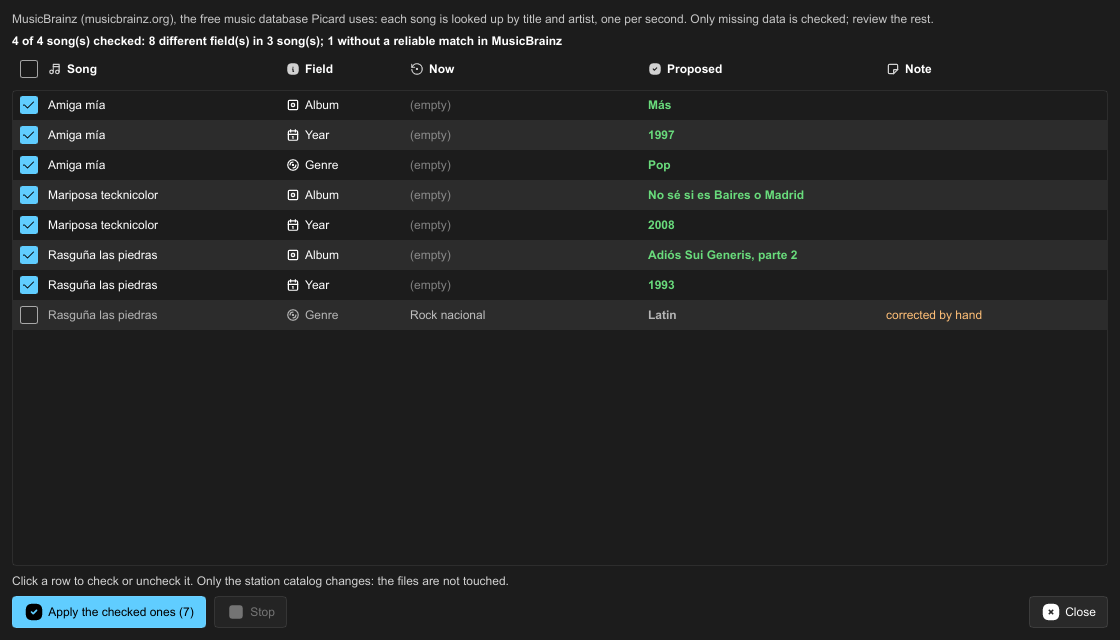 MusicBrainz (musicbrainz.org), the free music database Picard uses: each song is looked up by title and artist, one per second. Only missing data is checked; review the rest.
4 of 4 song(s) checked: 8 different field(s) in 3 song(s); 1 without a reliable match in MusicBrainz
Song Field Now Proposed Note
Amiga mía Album (empty) Más
Amiga mía Year (empty) 1997
Amiga mía Genre (empty) Pop
Mariposa tecknicolor Album (empty) No sé si es Baires o Madrid
Mariposa tecknicolor Year (empty) 2008
Rasguña las piedras Album (empty) Adiós Sui Generis, parte 2
Rasguña las piedras Year (empty) 1993
Rasguña las piedras Genre Rock nacional Latin corrected by hand
Click a row to check or uncheck it. Only the station catalog changes: the files are not touched.
Apply the checked ones (7) Stop Close